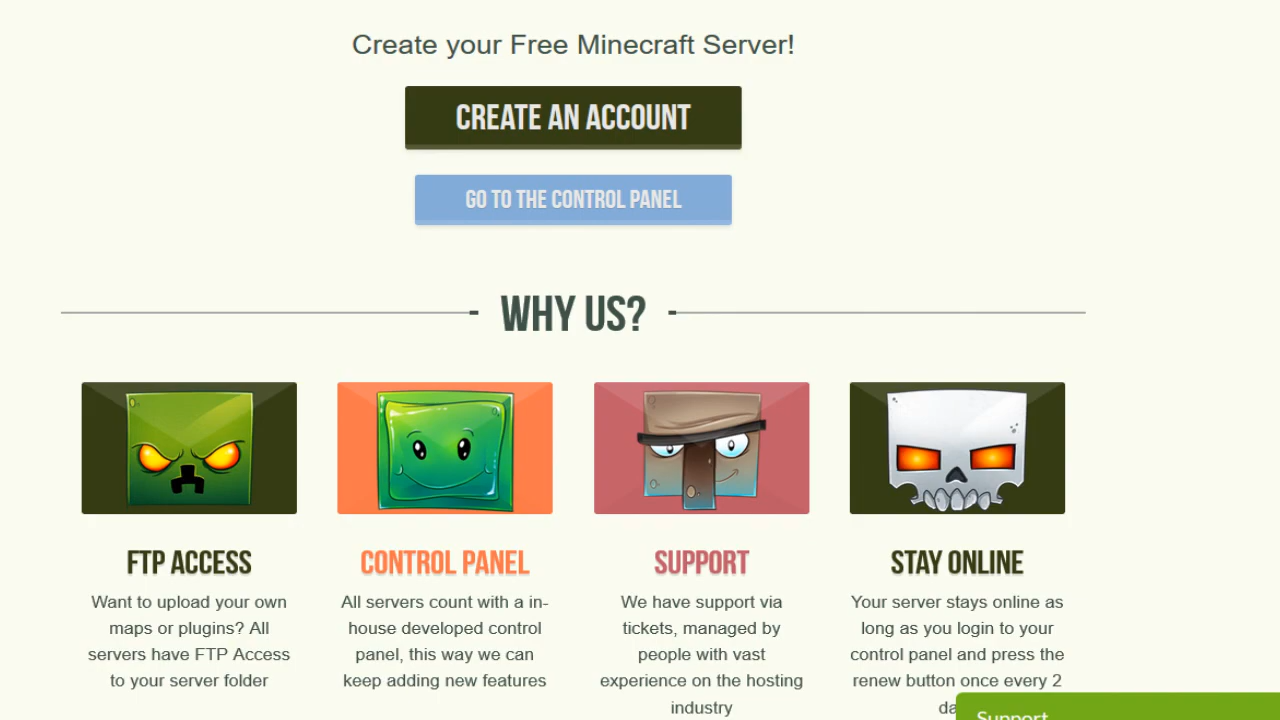 Create your Free Minecraft Server!
CREATE AN ACCOUNT
GO TO THE CONTROL PANEL
- WHY US? -
FTP ACCESS
Want to upload your own
maps or plugins? All
servers have FTP Access
to your server folder
CONTROL PANEL
All servers count with a in-
house developed control
panel, this way we can
keep adding new features
SUPPORT
We have support via
tickets, managed by
people with vast
experience on the hosting
industry
STAY ONLINE
Your server stays online as
long as you login to your
control panel and press the
renew button once every 2
Support